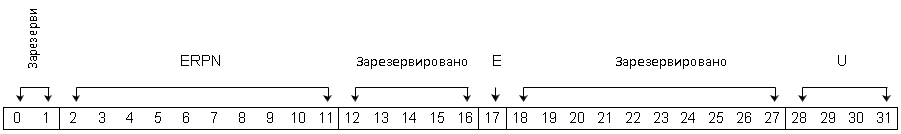 Зарезерви
ERPN
Зарезервировано
E
Зарезервировано
U
0 1 2 3 4 5 6 7 8 9 10 11 12 13 14 15 16 17 18 19 20 21 22 23 24 25 26 27 28 29 30 31